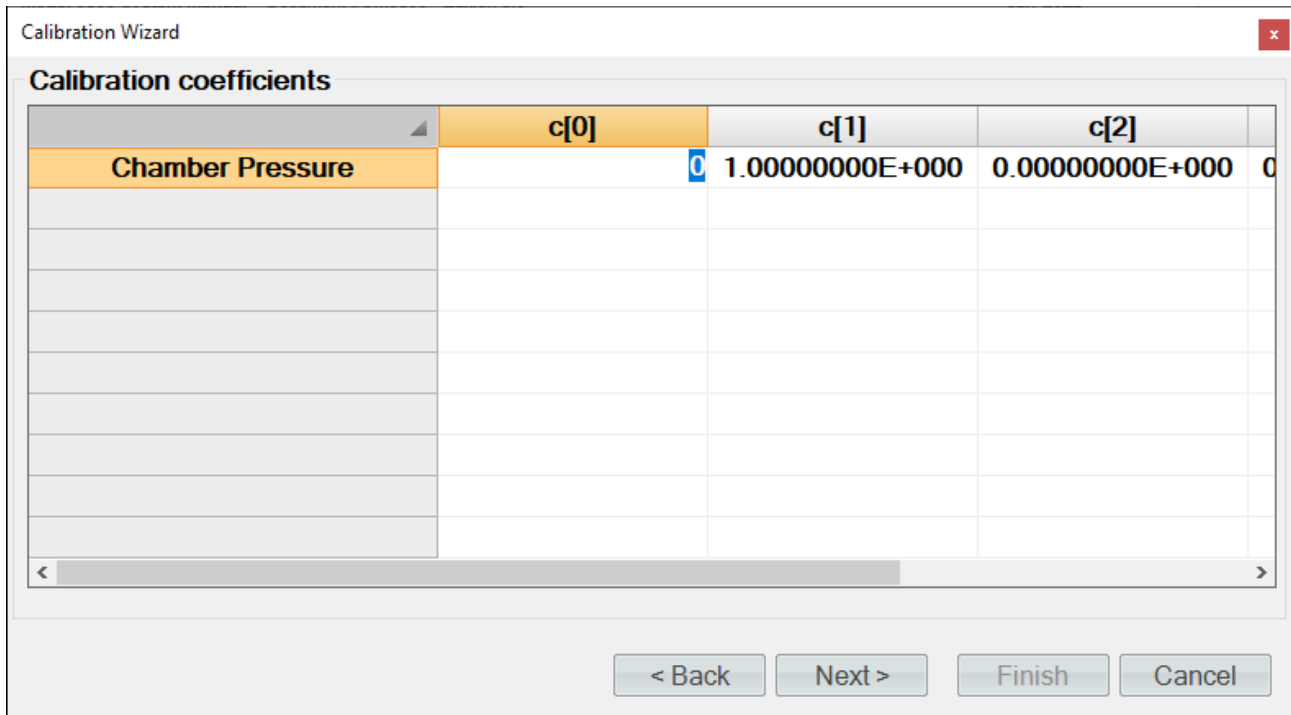 Calibration Wizard
x
Calibration coefficients
c[0] c[1] c[2]
Chamber Pressure 0 1.00000000E+000 0.00000000E+000 0
< >
< Back Next > Finish Cancel